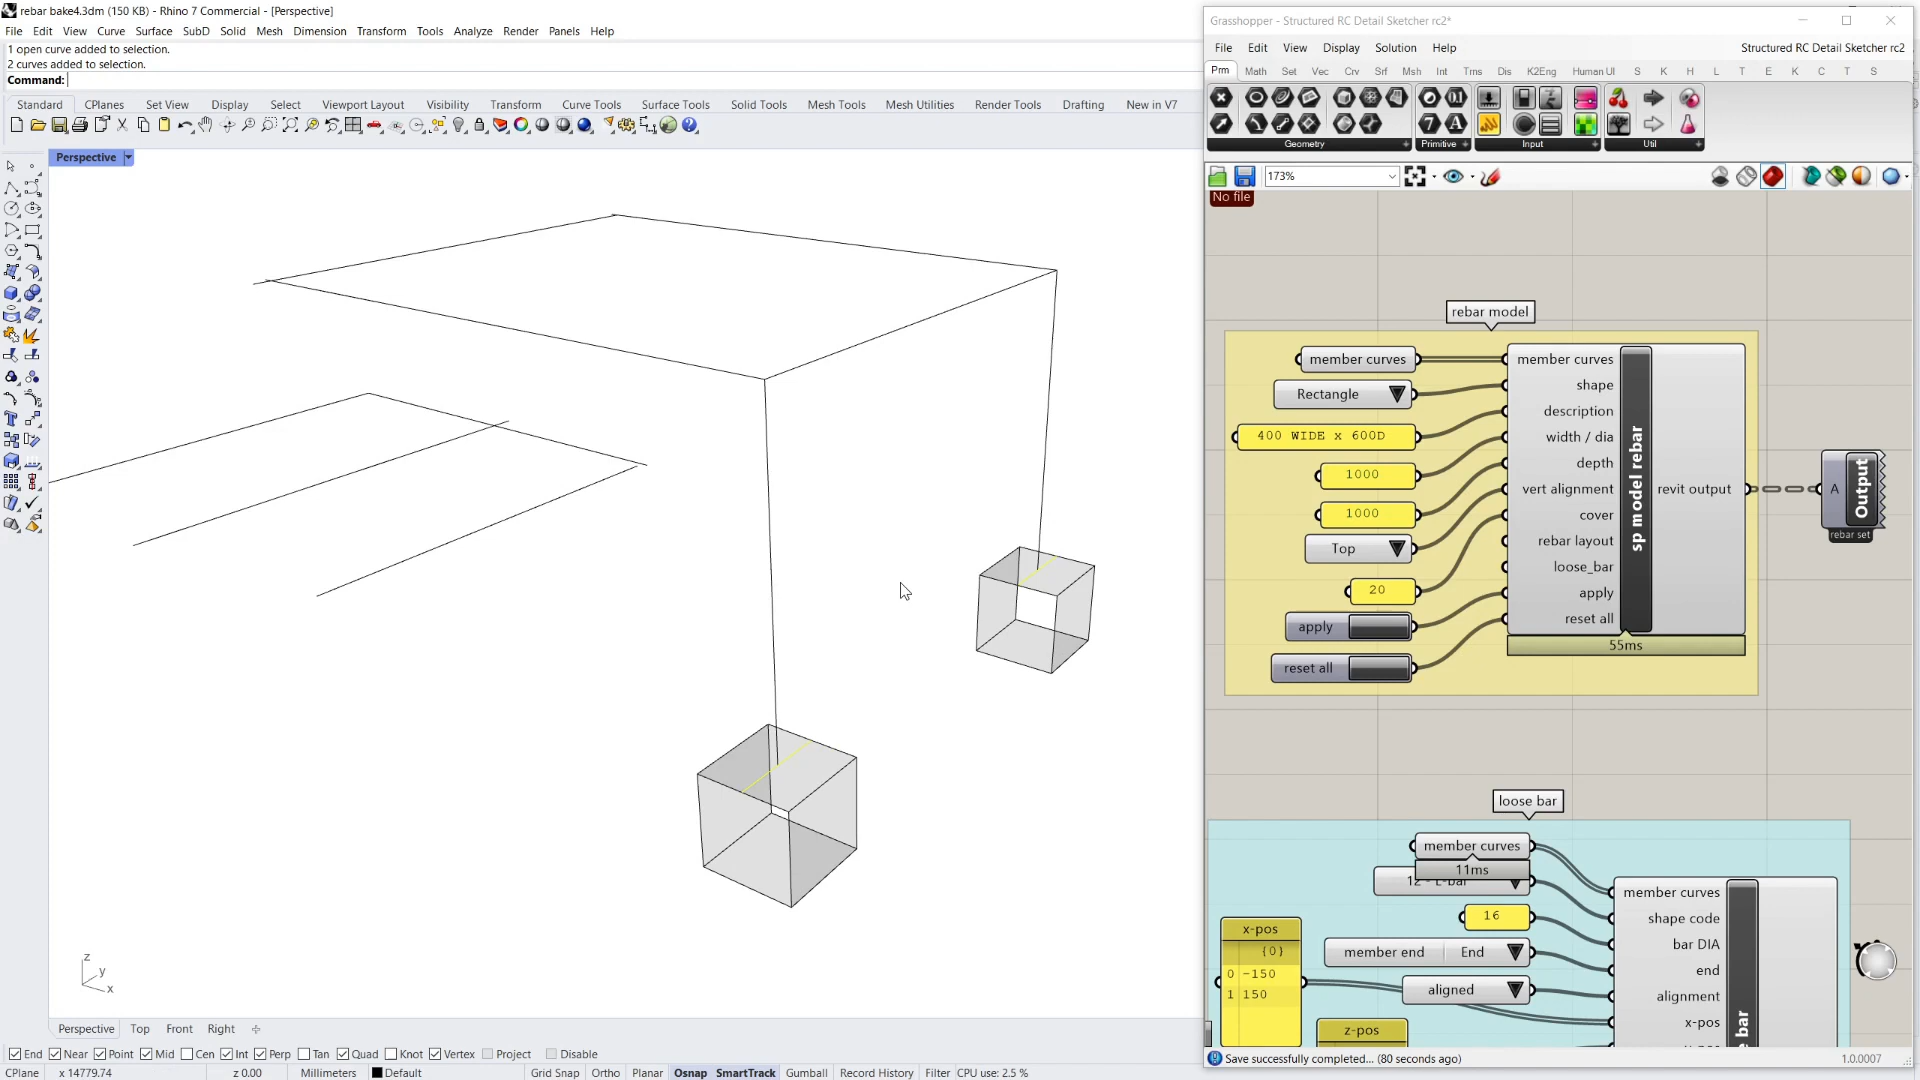 rebar bake4.3dm (150 KB) - Rhino 7 Commercial - [Perspective]
File Edit View Curve Surface SubD Solid Mesh Dimension Transform Tools Analyze Render Panels Help
1 open curve added to selection.
2 curves added to selection.
Command:
Standard CPlanes Set View Display Select Viewport Layout Visibility Transform Curve Tools Surface Tools Solid Tools Mesh Tools Mesh Utilities Render Tools Drafting New in V7
Perspective
z
y
x
Perspective Top Front Right
End Near Point Mid Cen Int Perp Tan Quad Knot Vertex Project Disable
CPlane x 14779.74 z 0.00 Millimeters Default Grid Snap Ortho Planar Osnap SmartTrack Gumball Record History Filter CPU use: 2.5 %
Grasshopper - Structured RC Detail Sketcher rc2*
File Edit View Display Solution Help Structured RC Detail Sketcher rc2
Prm Math Set Vec Crv Srf Msh Int Trns Dis K2Eng Human UI S K H L T E K C T S
Geometry Primitive Input Util
173%
No file
rebar model
member curves
Rectangle
400 WIDE x 600D
1000
1000
Top
20
apply
reset all
member curves
shape
description
width / dia
depth
vert alignment
cover
rebar layout
loose_bar
apply
reset all
sp model rebar
revit output
55ms
A
Output
rebar set
loose bar
member curves
11ms
16
member end End
aligned
x-pos
{0}
0 -150
1 150
z-pos
member curves
shape code
bar DIA
end
alignment
x-pos
Save successfully completed... (80 seconds ago) 1.0.0007